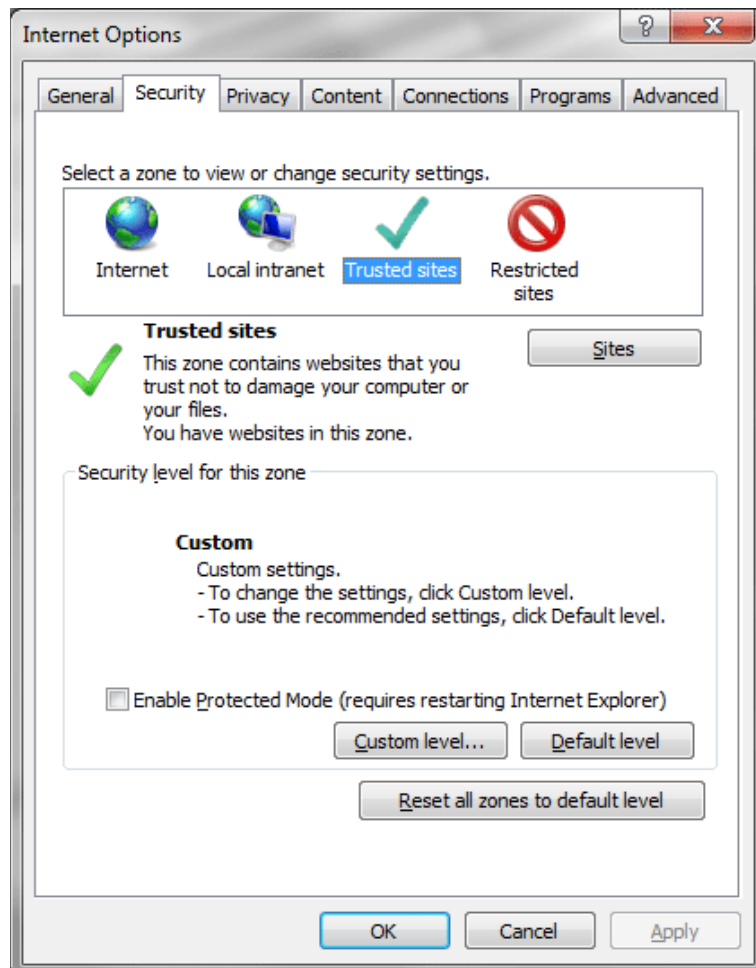 Internet Options
General Security Privacy Content Connections Programs Advanced
Select a zone to view or change security settings.
Internet Local intranet Trusted sites Restricted
sites
Trusted sites
Sites
This zone contains websites that you
trust not to damage your computer or
your files.
You have websites in this zone.
Security level for this zone
Custom
Custom settings.
- To change the settings, click Custom level.
- To use the recommended settings, click Default level.
Enable Protected Mode (requires restarting Internet Explorer)
Custom level... Default level
Reset all zones to default level
OK Cancel Apply